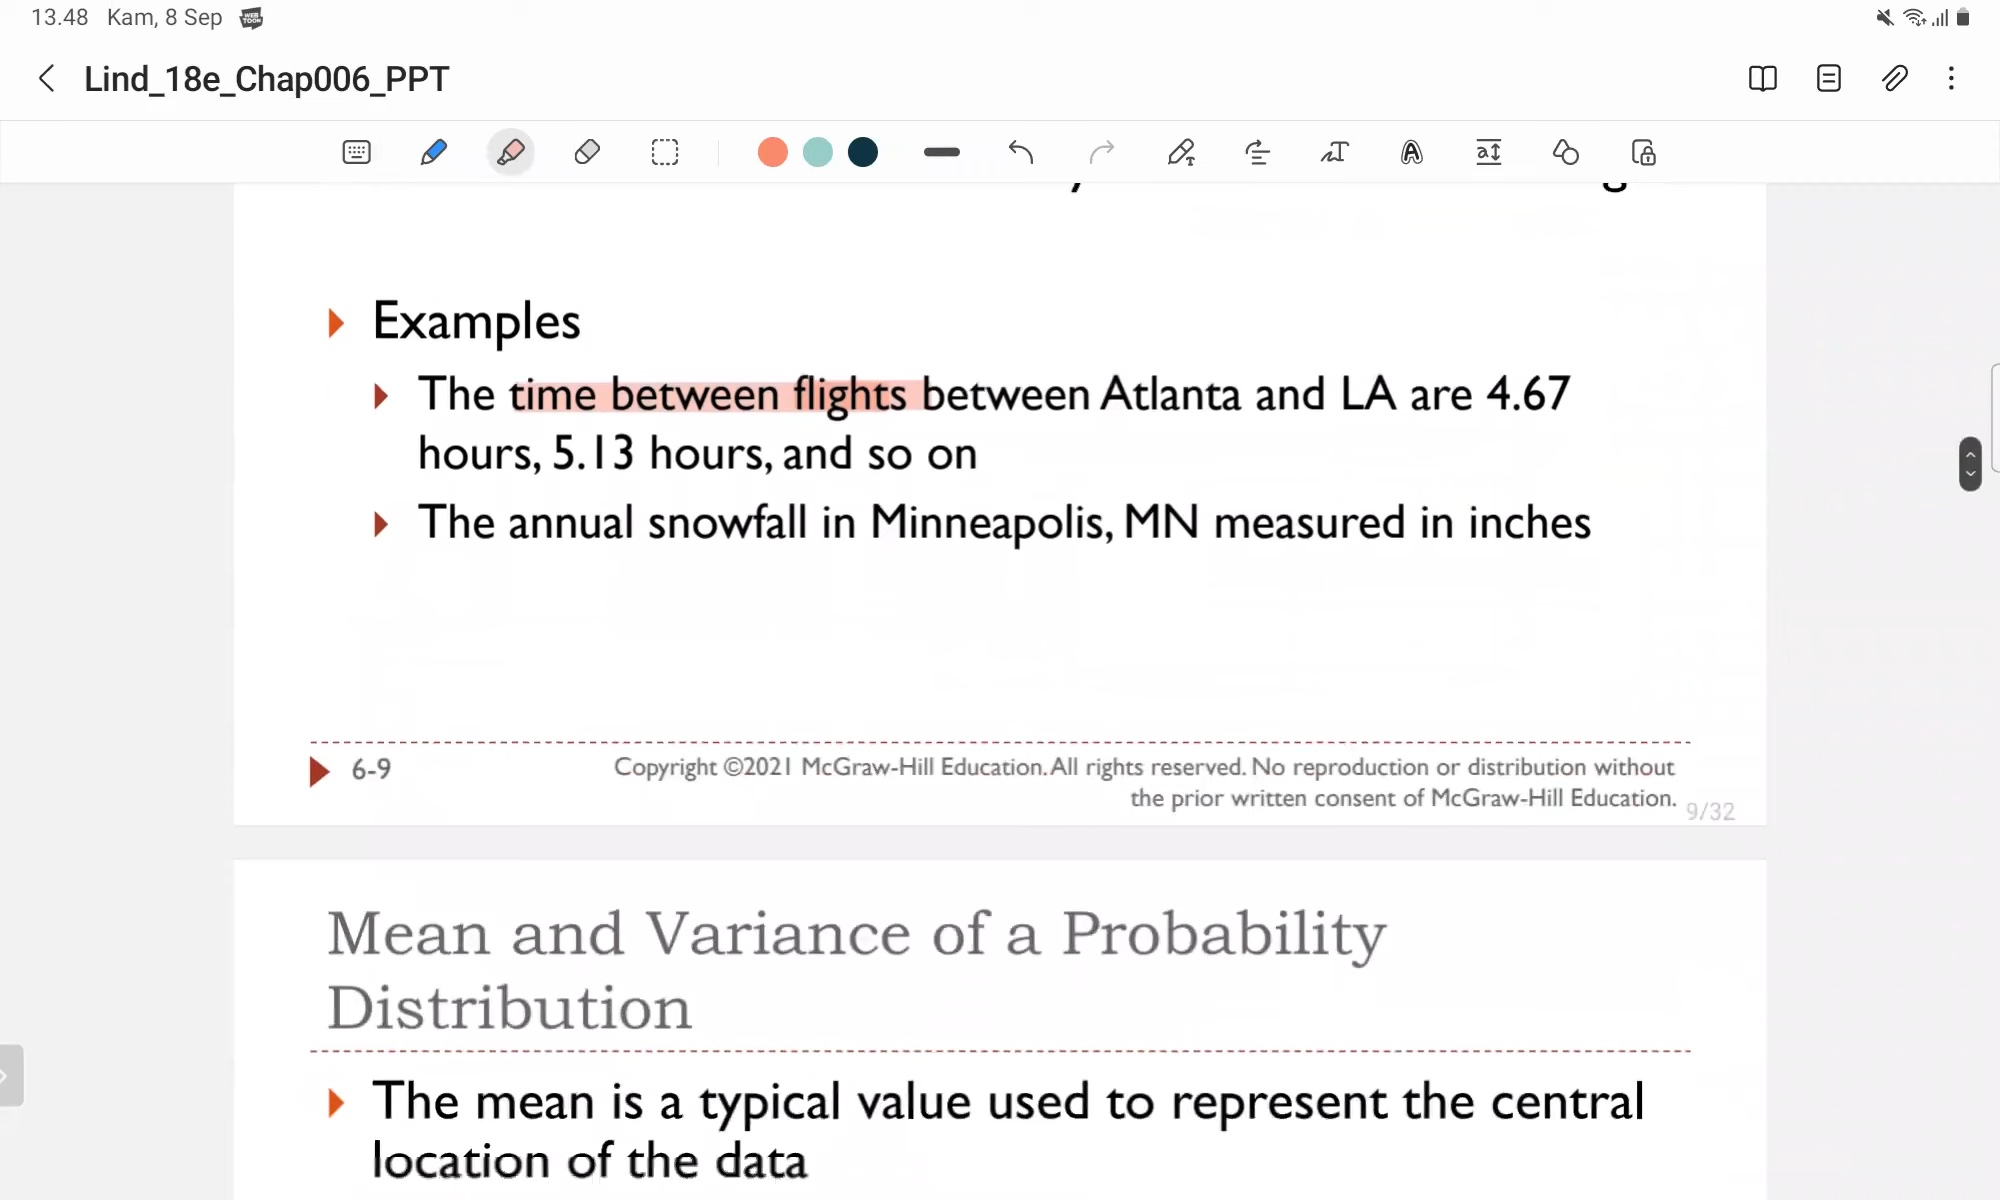 13.48 Kam, 8 Sep WEB TOON
Lind_18e_Chap006_PPT
Examples
The time between flights between Atlanta and LA are 4.67
hours, 5.13 hours, and so on
The annual snowfall in Minneapolis, MN measured in inches
6-9
Copyright ©2021 McGraw-Hill Education. All rights reserved. No reproduction or distribution without
the prior written consent of McGraw-Hill Education.
9/32
Mean and Variance of a Probability
Distribution
The mean is a typical value used to represent the central
location of the data